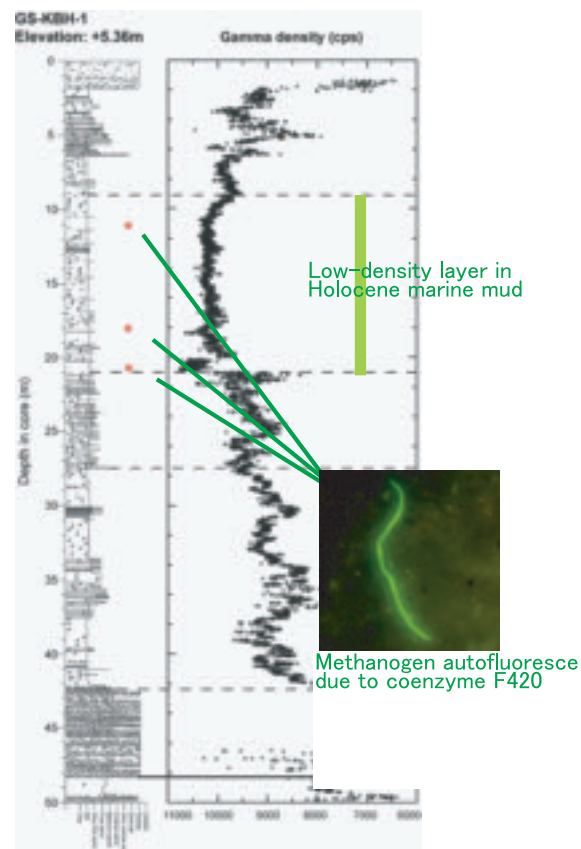 GS-KBH-1
Elevation: +5.36m
Gamma density (cps)
0
5
10
15
20
25
30
35
40
45
50
Depth in core (m)
Low-density layer in
Holocene marine mud
Methanogen autofluoresce
due to coenzyme F420
11000
10000
9000
8000
7000
6000